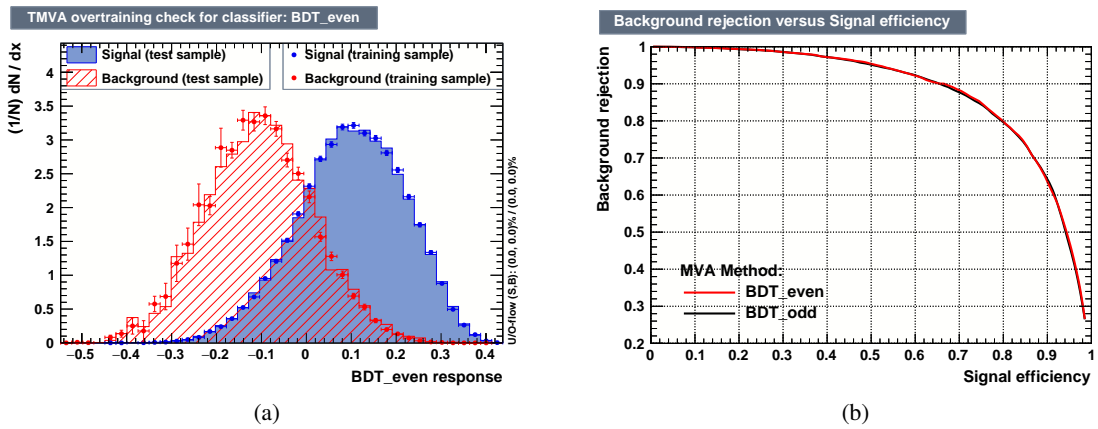 TMVA overtraining check for classifier: BDT_even
(1/N) dN / dx
Signal (test sample)
Background (test sample)
Signal (training sample)
Background (training sample)
4
3.5
3
2.5
2
1.5
1
0.5
0
-0.5 -0.4 -0.3 -0.2 -0.1 0 0.1 0.2 0.3 0.4
BDT_even response
U/O-flow (S,B): (0.0, 0.0)% / (0.0, 0.0)%
(a)
Background rejection versus Signal efficiency
Background rejection
1
0.9
0.8
0.7
0.6
0.5
0.4
0.3
0.2
MVA Method:
BDT_even
BDT_odd
0 0.1 0.2 0.3 0.4 0.5 0.6 0.7 0.8 0.9 1
Signal efficiency
(b)